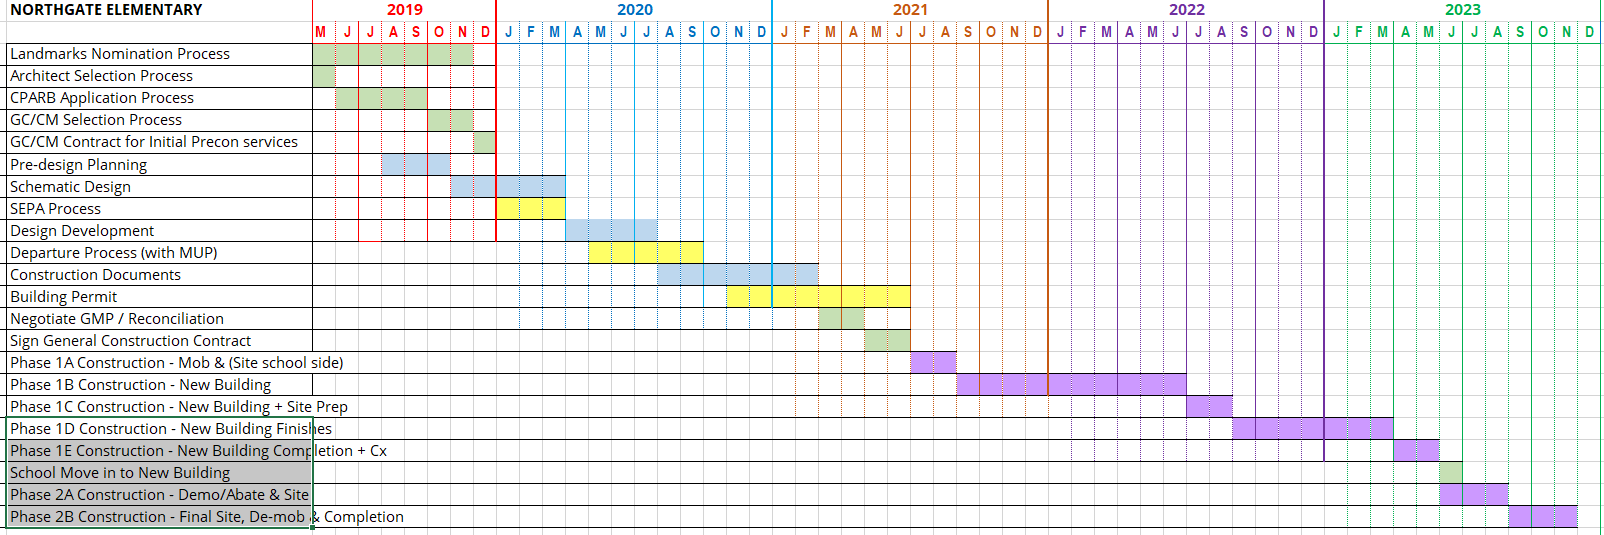 NORTHGATE ELEMENTARY 2019 2020 2021 2022 2023
M J J A S O N D J F M A M J J A S O N D J F M A M J J A S O N D J F M A M J J A S O N D J F M A M J J A S O N D
Landmarks Nomination Process
Architect Selection Process
CPARB Application Process
GC/CM Selection Process
GC/CM Contract for Initial Precon services
Pre-design Planning
Schematic Design
SEPA Process
Design Development
Departure Process (with MUP)
Construction Documents
Building Permit
Negotiate GMP / Reconciliation
Sign General Construction Contract
Phase 1A Construction - Mob & (Site school side)
Phase 1B Construction - New Building
Phase 1C Construction - New Building + Site Prep
Phase 1D Construction - New Building Finishes
Phase 1E Construction - New Building Completion + Cx
School Move in to New Building
Phase 2A Construction - Demo/Abate & Site
Phase 2B Construction - Final Site, De-mob & Completion